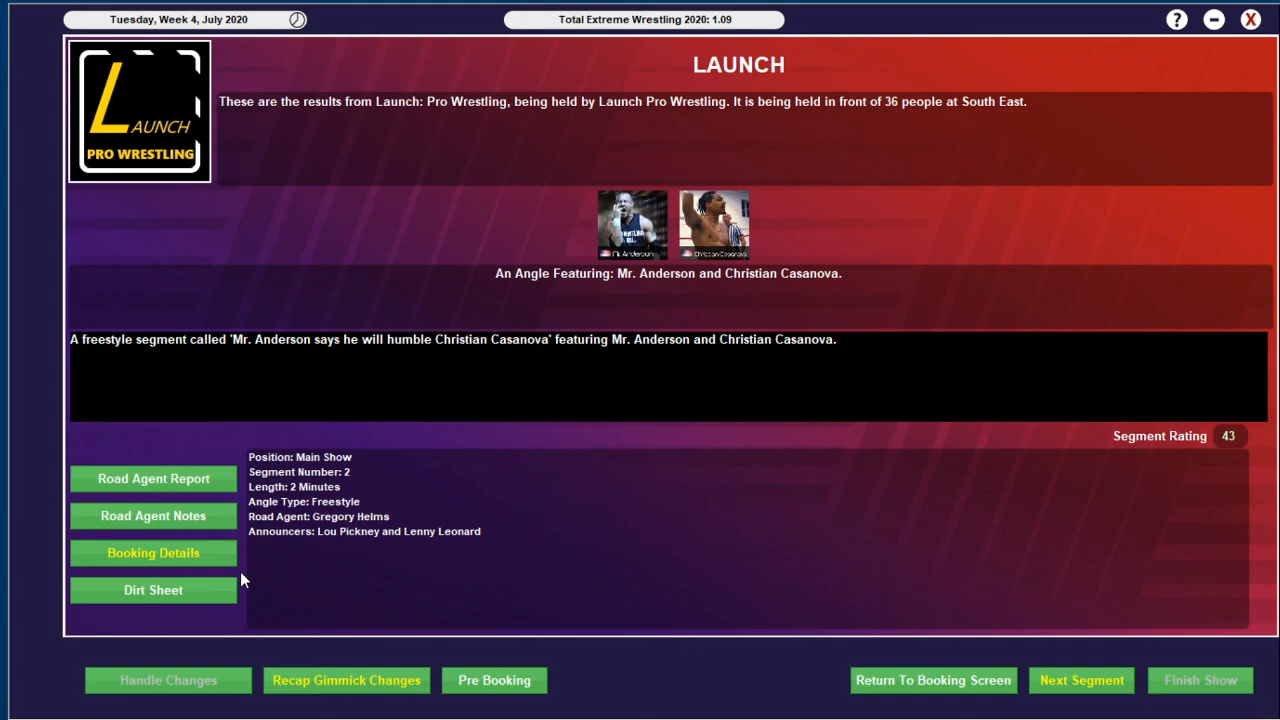 Tuesday, Week 4, July 2020
Total Extreme Wrestling 2020: 1.09
?
X
LAUNCH
PRO WRESTLING
LAUNCH
These are the results from Launch: Pro Wrestling, being held by Launch Pro Wrestling. It is being held in front of 36 people at South East.
Mr. Anderson
Christian Casanova
An Angle Featuring: Mr. Anderson and Christian Casanova.
A freestyle segment called 'Mr. Anderson says he will humble Christian Casanova' featuring Mr. Anderson and Christian Casanova.
Segment Rating 43
Position: Main Show
Segment Number: 2
Length: 2 Minutes
Angle Type: Freestyle
Road Agent: Gregory Helms
Announcers: Lou Pickney and Lenny Leonard
Road Agent Report
Road Agent Notes
Booking Details
Dirt Sheet
Handle Changes
Recap Gimmick Changes
Pre Booking
Return To Booking Screen
Next Segment
Finish Show